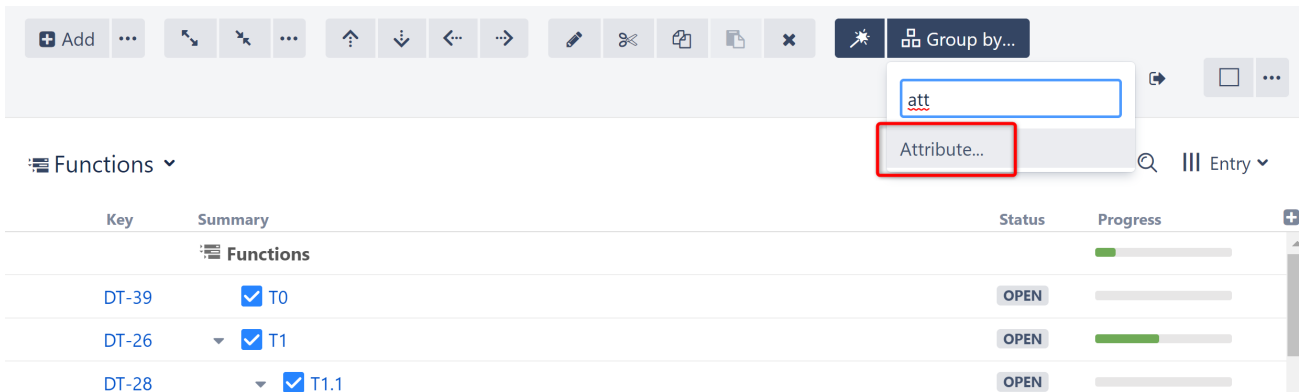 Add
Group by...
att
Attribute...
Functions
Entry
Key Summary Status Progress
Functions
DT-39 T0 OPEN
DT-26 T1 OPEN
DT-28 T1.1 OPEN